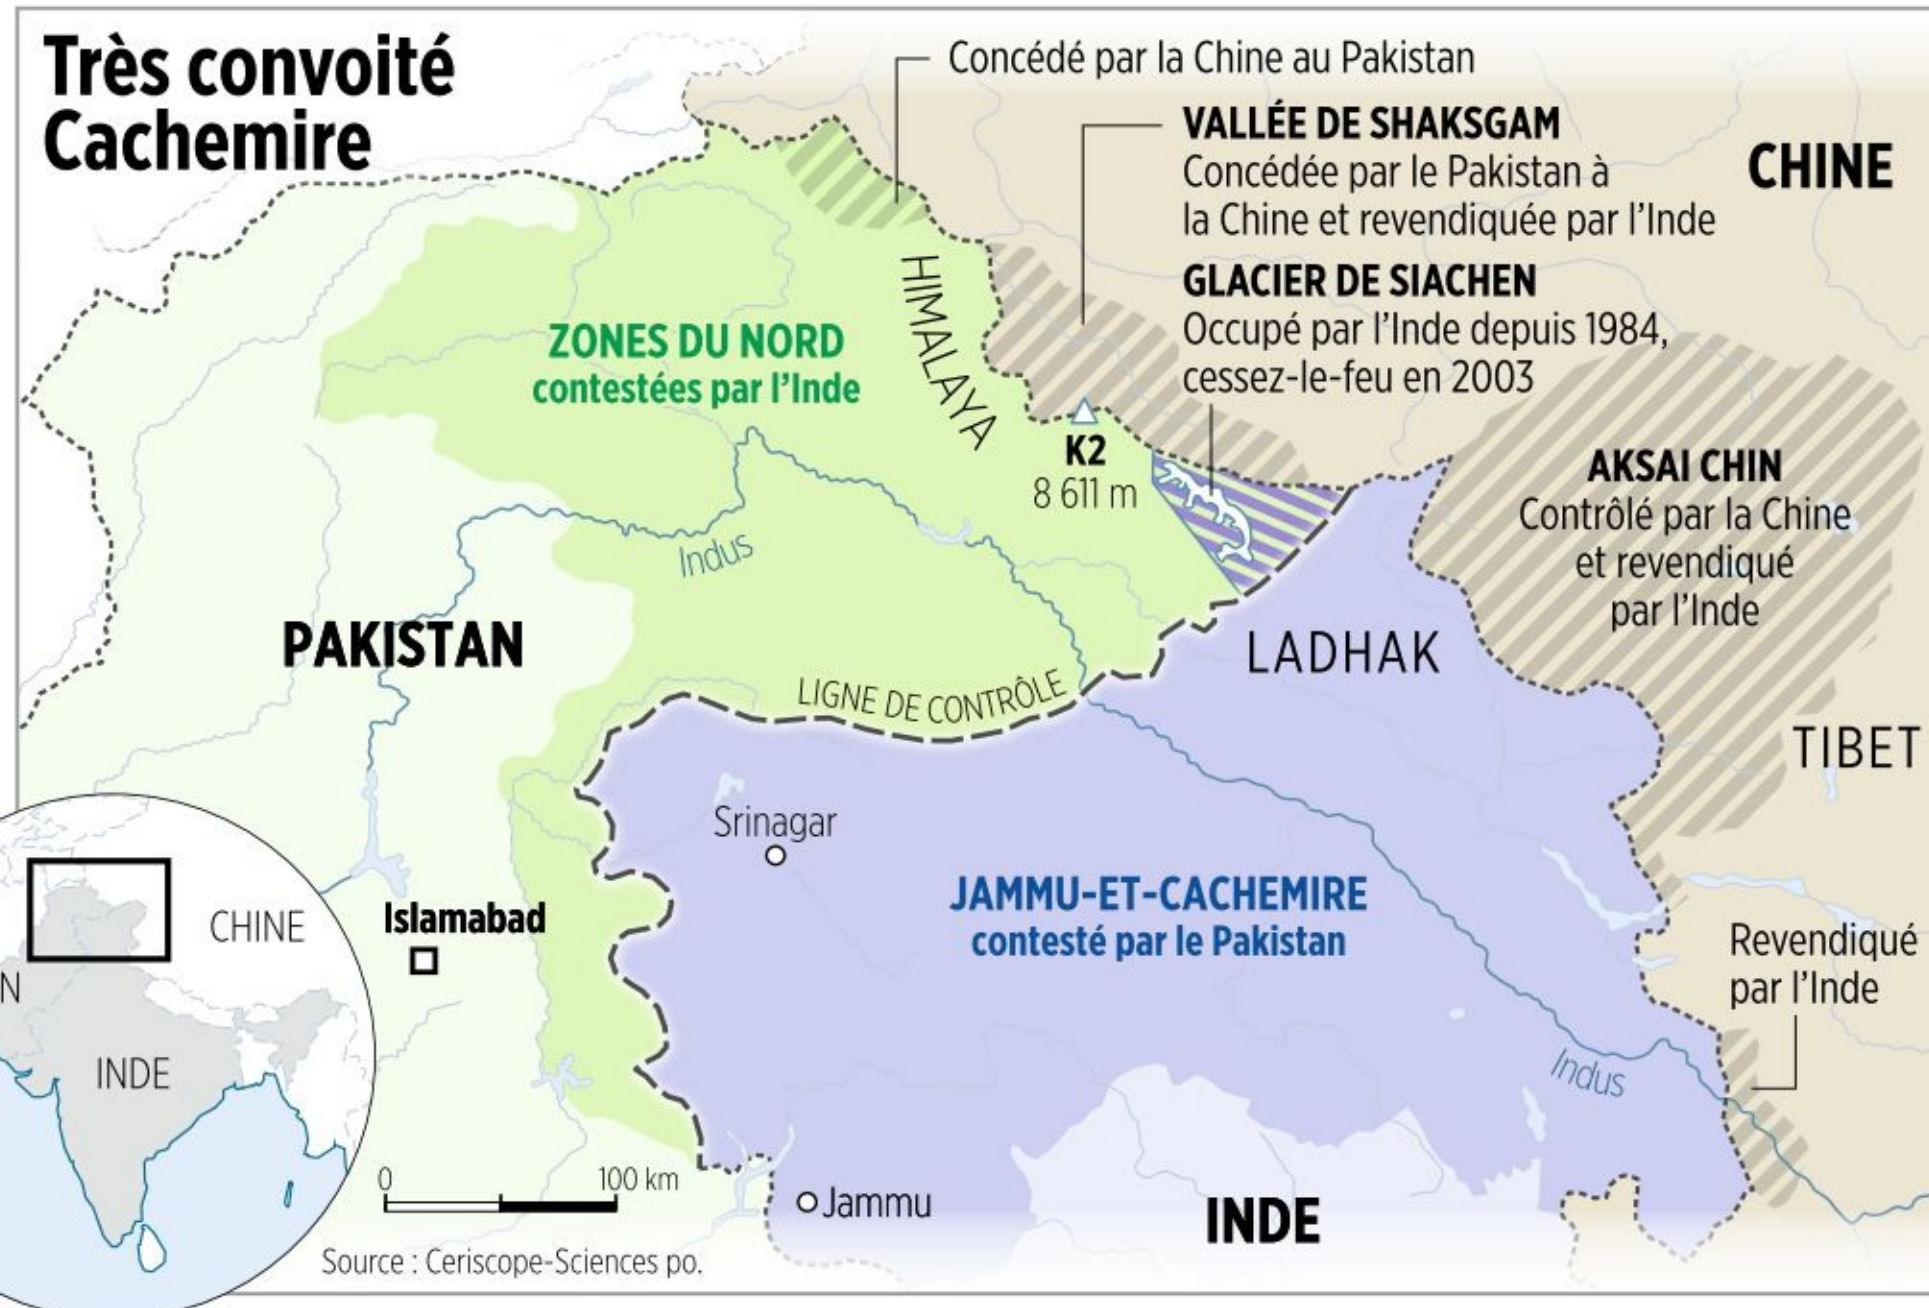 Très convoité
Cachemire
Concédé par la Chine au Pakistan
VALLÉE DE SHAKSGAM
Concédée par le Pakistan à
la Chine et revendiquée par l'Inde
CHINE
GLACIER DE SIACHEN
Occupé par l'Inde depuis 1984,
cessez-le-feu en 2003
HIMALAYA
ZONES DU NORD
contestées par l'Inde
K2
8 611 m
AKSAI CHIN
Contrôlé par la Chine
et revendiqué
par l'Inde
Indus
PAKISTAN
LADHAK
LIGNE DE CONTRÔLE
TIBET
Srinagar
JAMMU-ET-CACHEMIRE
contesté par le Pakistan
Islamabad
Revendiqué
par l'Inde
CHINE
N
INDE
Indus
0 100 km
Jammu
INDE
Source : Ceriscope-Sciences po.